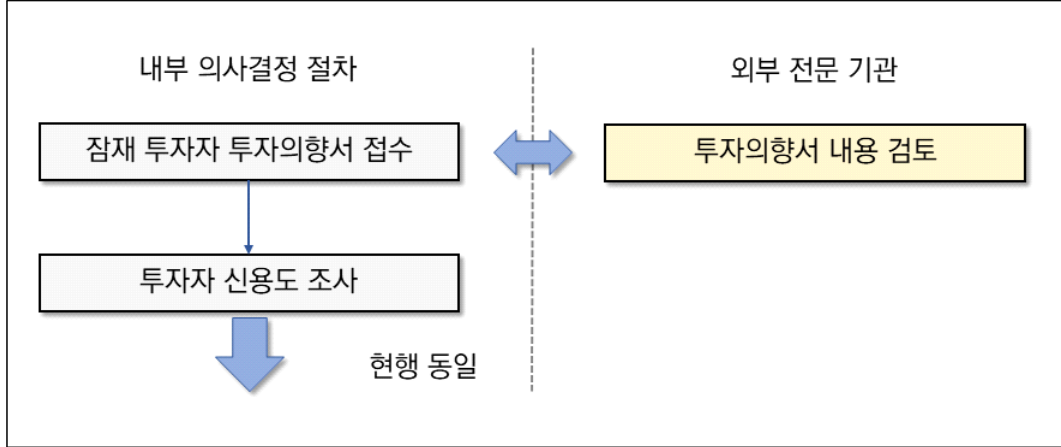 내부 의사결정 절차
외부 전문 기관
잠재 투자자 투자의향서 접수
투자의향서 내용 검토
투자자 신용도 조사
현행 동일